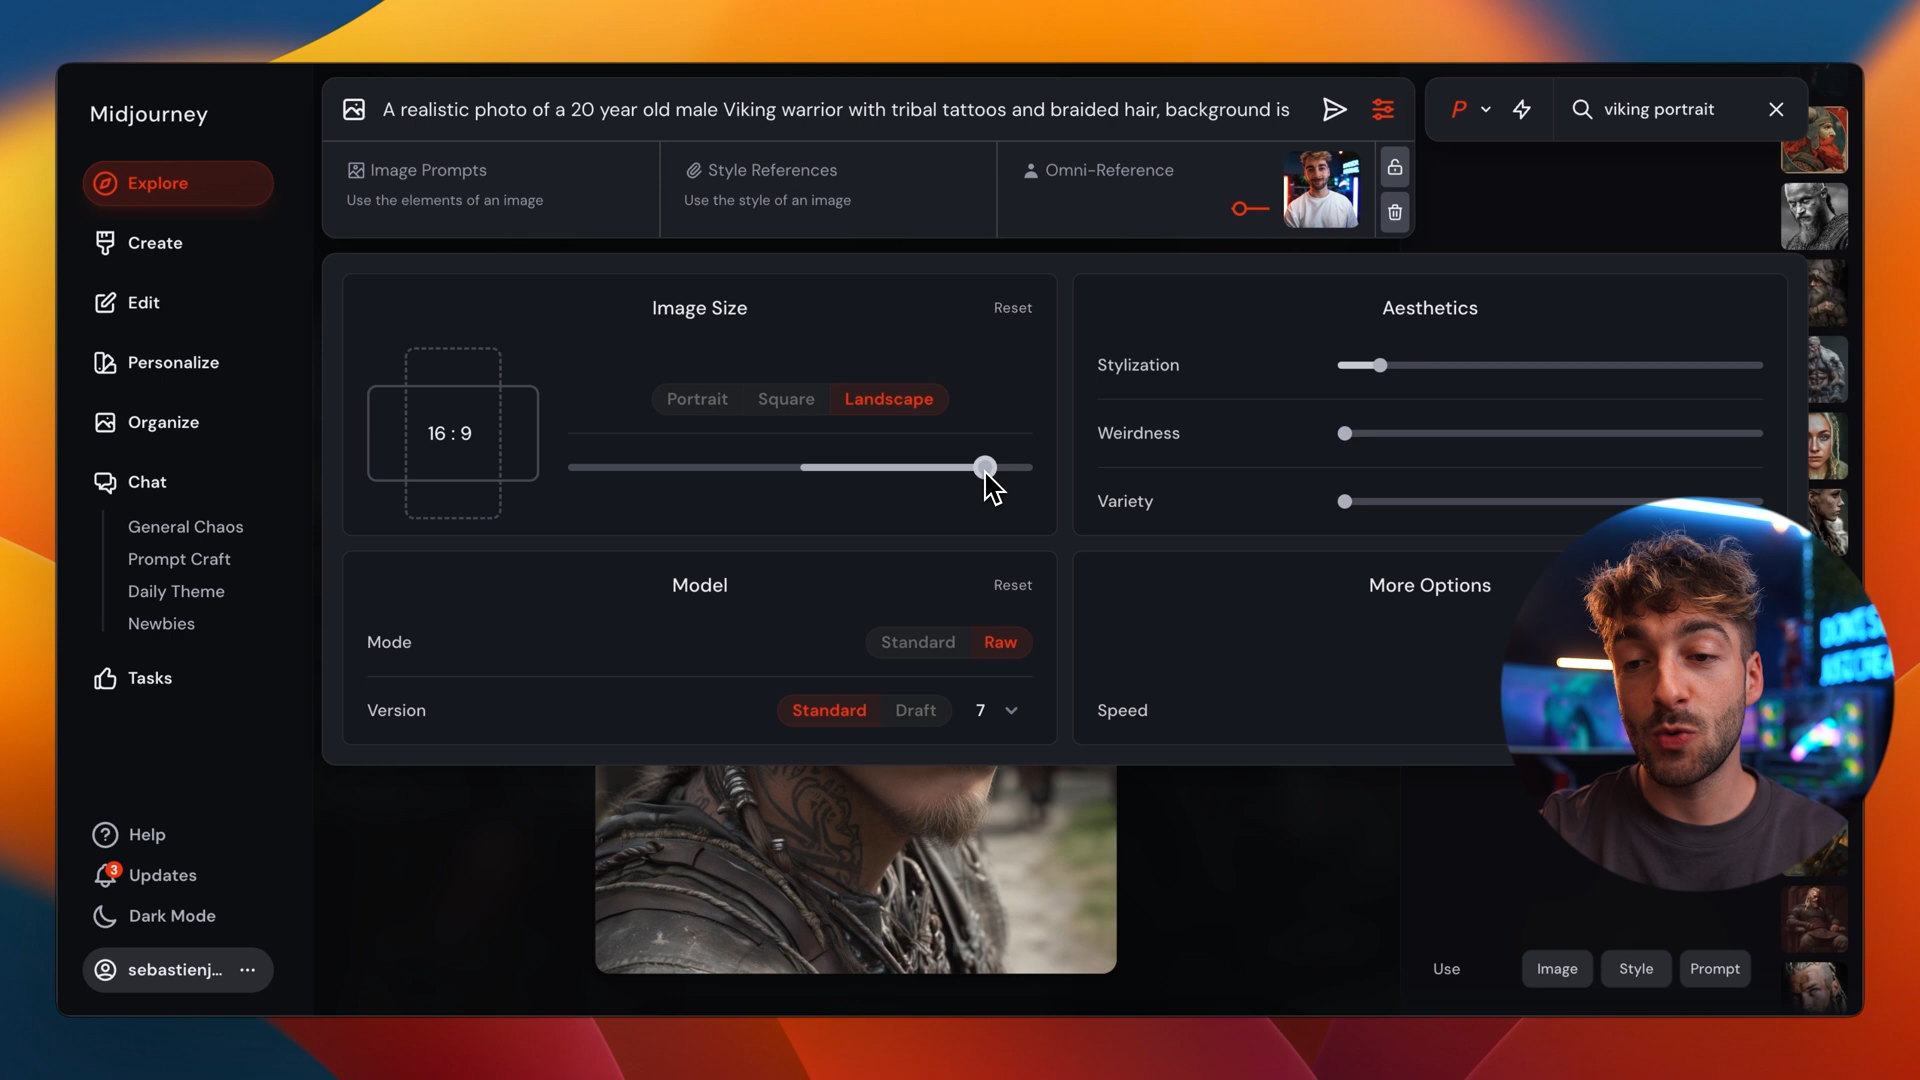 Midjourney
Explore
Create
Edit
Personalize
Organize
Chat
General Chaos
Prompt Craft
Daily Theme
Newbies
Tasks
Help
3
Updates
Dark Mode
sebastienj...
A realistic photo of a 20 year old male Viking warrior with tribal tattoos and braided hair, background is
P
viking portrait
Image Prompts
Use the elements of an image
Style References
Use the style of an image
Omni-Reference
Image Size
Reset
16 : 9
Portrait Square Landscape
Aesthetics
Stylization
Weirdness
Variety
Model
Reset
Mode
Standard Raw
Version
Standard Draft 7
More Options
Speed
Use
Image Style Prompt